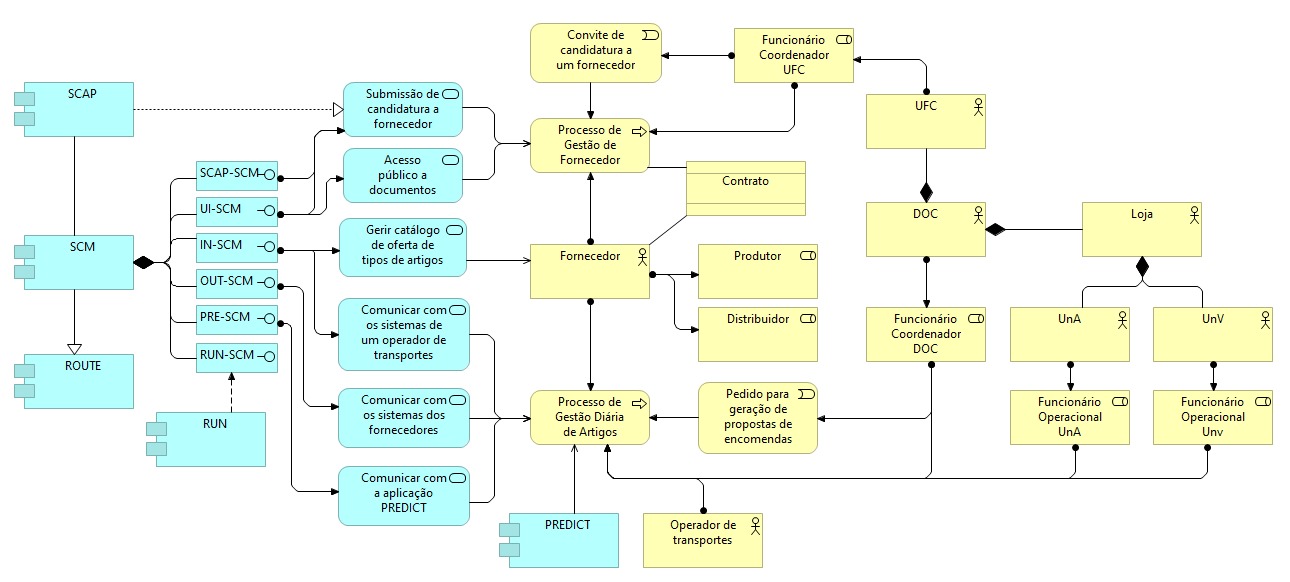 Convite de
candidatura a
um fornecedor
Funcionário
Coordenador
UFC
SCAP
Submissão de
candidatura a
fornecedor
UFC
Processo de
Gestão de
Fornecedor
Acesso
público a
documentos
SCAP-SCM
Contrato
UI-SCM
DOC
Loja
SCM
IN-SCM
Gerir catálogo
de oferta de
tipos de artigos
Fornecedor
Produtor
OUT-SCM
PRE-SCM
Comunicar com
os sistemas de
um operador de
transportes
Distribuidor
Funcionário
Coordenador
DOC
UnA
UnV
RUN-SCM
ROUTE
Comunicar com
os sistemas dos
fornecedores
Processo de
Gestão Diária
de Artigos
Pedido para
geração de
propostas de
encomendas
Funcionário
Operacional
UnA
Funcionário
Operacional
Unv
RUN
Comunicar com
a aplicação
PREDICT
PREDICT
Operador de
transportes